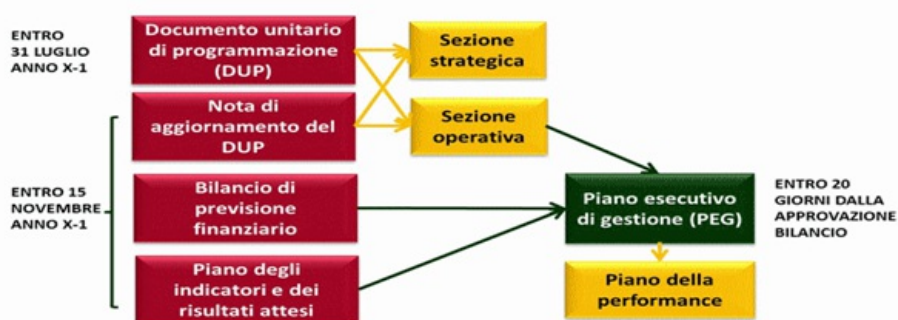 ENTRO
31 LUGLIO
ANNO X-1
Documento unitario
di programmazione
(DUP)
Sezione
strategica
Nota di
aggiornamento del
DUP
Sezione
operativa
ENTRO 15
NOVEMBRE
ANNO X-1
Bilancio di
previsione
finanziario
Piano esecutivo
di gestione (PEG)
ENTRO 20
GIORNI DALLA
APPROVAZIONE
BILANCIO
Piano degli
indicatori e dei
risultati attesi
Piano della
performance